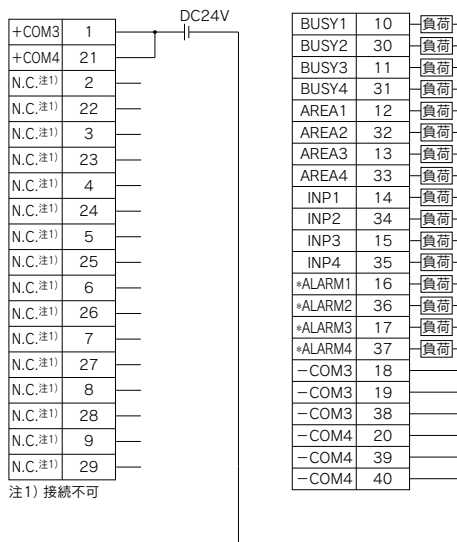 DC24V
+COM3 1
+COM4 21
N.C.注1) 2
N.C.注1) 22
N.C.注1) 3
N.C.注1) 23
N.C.注1) 4
N.C.注1) 24
N.C.注1) 5
N.C.注1) 25
N.C.注1) 6
N.C.注1) 26
N.C.注1) 7
N.C.注1) 27
N.C.注1) 8
N.C.注1) 28
N.C.注1) 9
N.C.注1) 29
注1) 接続不可
BUSY1 10 負荷
BUSY2 30 負荷
BUSY3 11 負荷
BUSY4 31 負荷
AREA1 12 負荷
AREA2 32 負荷
AREA3 13 負荷
AREA4 33 負荷
INP1 14 負荷
INP2 34 負荷
INP3 15 負荷
INP4 35 負荷
*ALARM1 16 負荷
*ALARM2 36 負荷
*ALARM3 17 負荷
*ALARM4 37 負荷
−COM3 18
−COM3 19
−COM3 38
−COM4 20
−COM4 39
−COM4 40